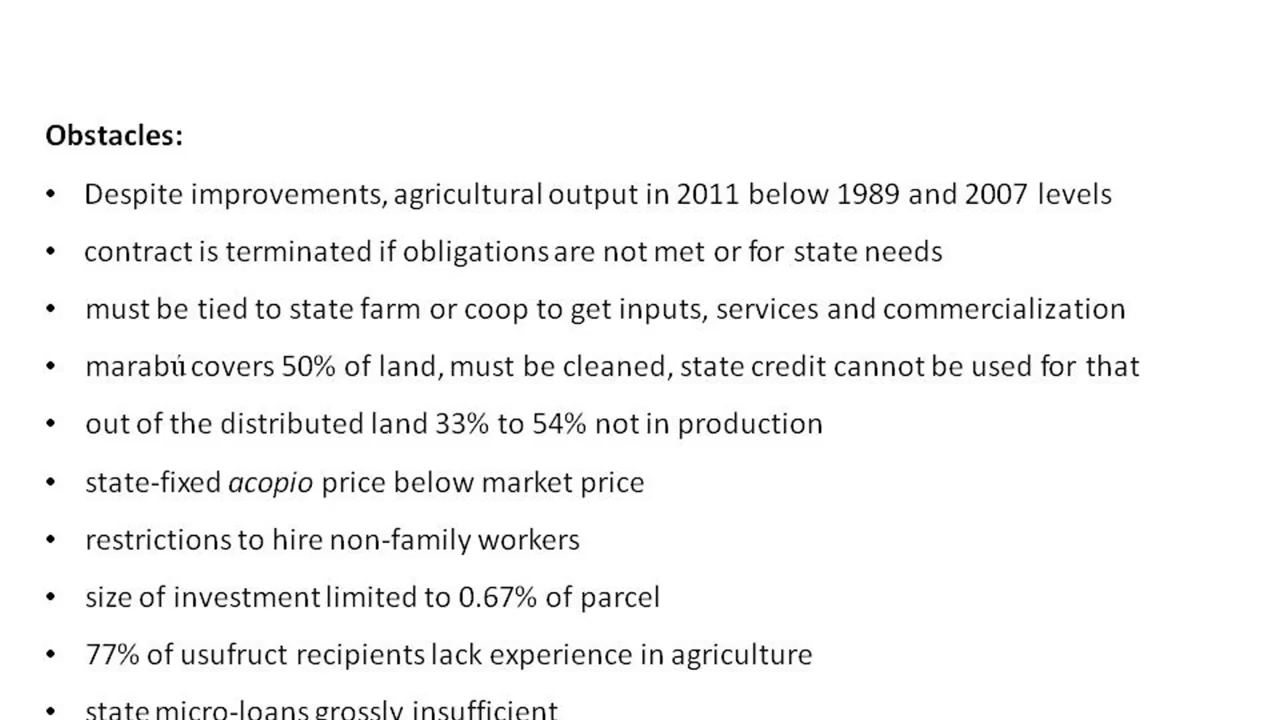 Obstacles:
• Despite improvements, agricultural output in 2011 below 1989 and 2007 levels
• contract is terminated if obligations are not met or for state needs
• must be tied to state farm or coop to get inputs, services and commercialization
• marabú covers 50% of land, must be cleaned, state credit cannot be used for that
• out of the distributed land 33% to 54% not in production
• state-fixed acopio price below market price
• restrictions to hire non-family workers
• size of investment limited to 0.67% of parcel
• 77% of usufruct recipients lack experience in agriculture
• state micro-loans grossly insufficient